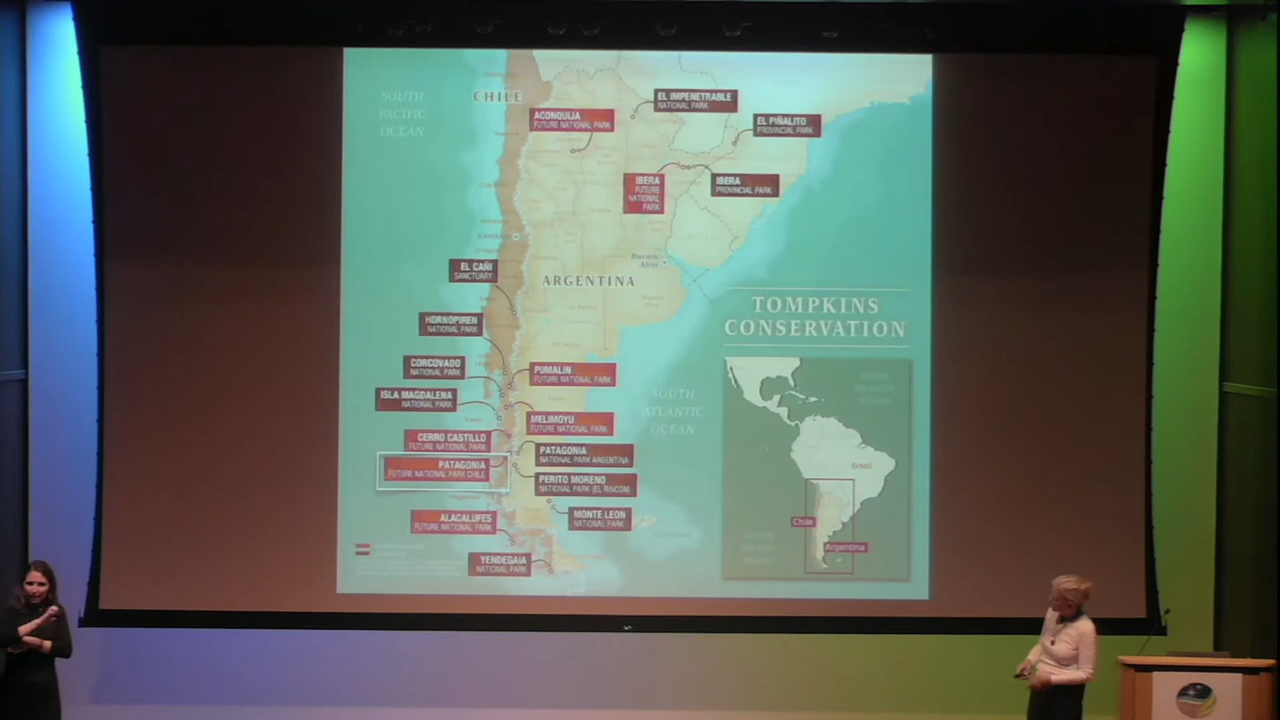 SOUTH
PACIFIC
OCEAN
CHILE
ACONQUIJA
FUTURE NATIONAL PARK
EL IMPENETRABLE
NATIONAL PARK
EL PIÑALITO
PROVINCIAL PARK
IBERA
FUTURE
NATIONAL
PARK
IBERA
PROVINCIAL PARK
Santiago
Buenos
Aires
EL CAÑI
SANCTUARY
ARGENTINA
TOMPKINS
CONSERVATION
HORNOPIREN
NATIONAL PARK
CORCOVADO
NATIONAL PARK
PUMALIN
FUTURE NATIONAL PARK
ISLA MAGDALENA
NATIONAL PARK
SOUTH
ATLANTIC
OCEAN
MELIMOYU
FUTURE NATIONAL PARK
CERRO CASTILLO
FUTURE NATIONAL PARK
PATAGONIA
NATIONAL PARK ARGENTINA
PATAGONIA
FUTURE NATIONAL PARK CHILE
PERITO MORENO
NATIONAL PARK (EL RINCON)
MONTE LEON
NATIONAL PARK
ALACALUFES
FUTURE NATIONAL PARK
YENDEGAIA
NATIONAL PARK
Brazil
Chile
Argentina